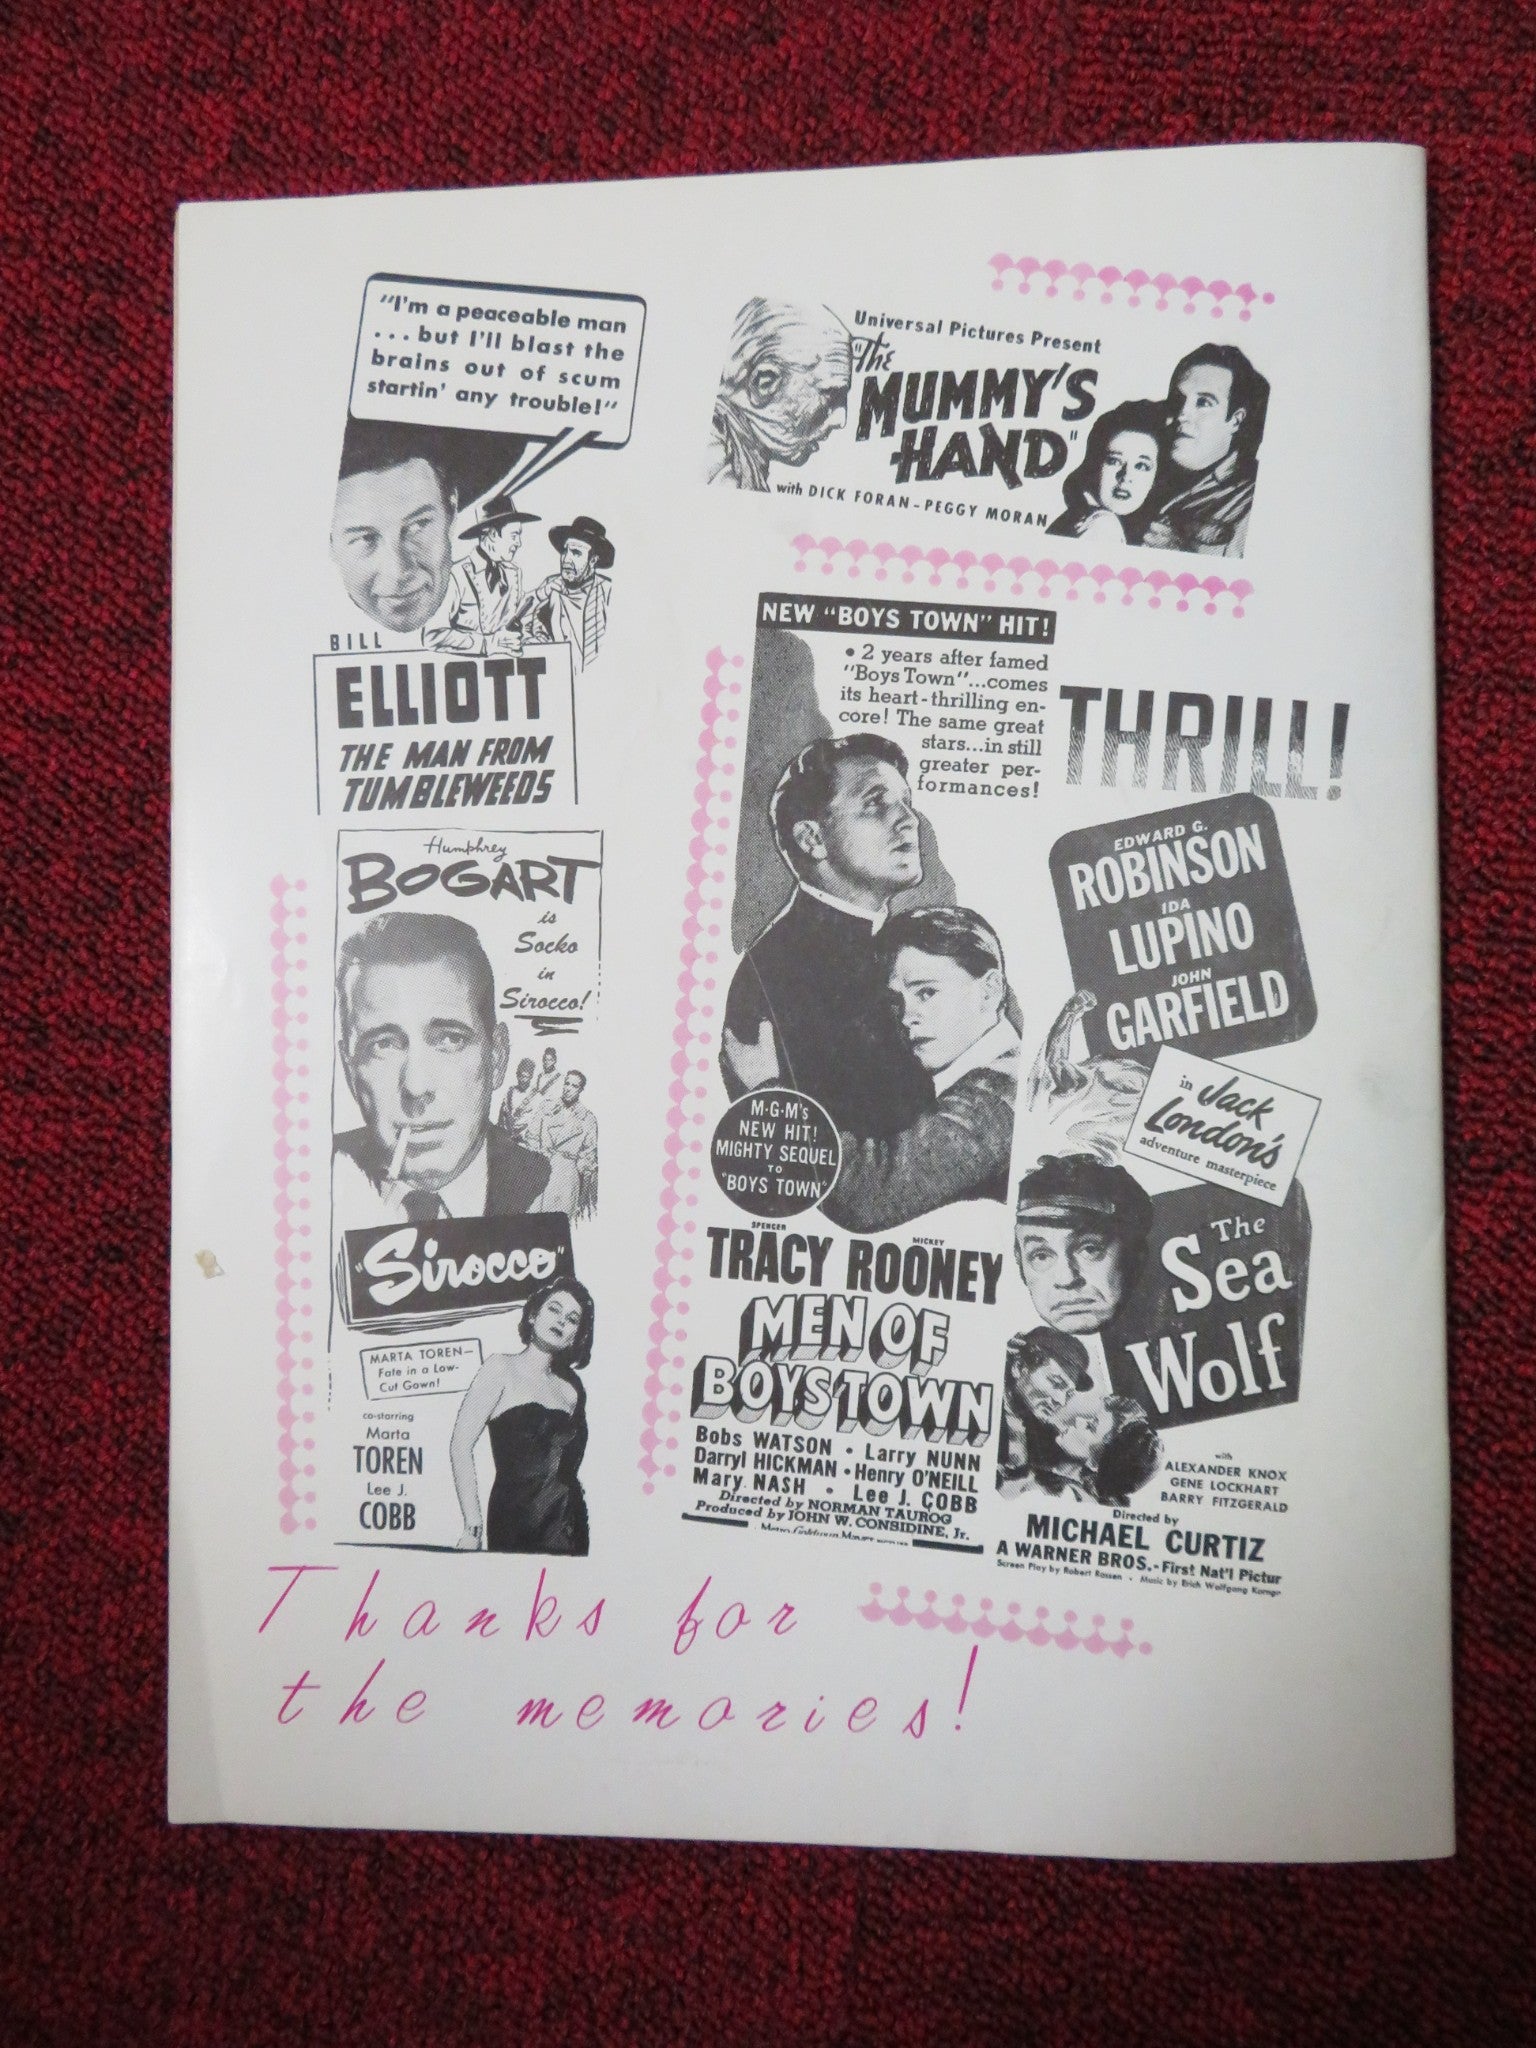 "I'm a peaceable man
... but I'll blast the
brains out of scum
startin' any trouble!"
BILL
ELLIOTT
THE MAN FROM
TUMBLEWEEDS
Humphrey
BOGART
is
Socko
in
Sirocco!
"Sirocco"
MARTA TOREN—
Fate in a Low-
Cut Gown!
co-starring
Marta
TOREN
Lee J.
COBB
Universal Pictures Present
"The
MUMMY'S
HAND"
with DICK FORAN - PEGGY MORAN
NEW "BOYS TOWN" HIT!
• 2 years after famed
"Boys Town"...comes
its heart-thrilling en-
core! The same great
stars...in still
greater per-
formances!
M·G·M's
NEW HIT!
MIGHTY SEQUEL
TO
"BOYS TOWN"
SPENCER MICKEY
TRACY ROONEY
MEN OF
BOYS TOWN
Bobs WATSON • Larry NUNN
Darryl HICKMAN • Henry O'NEILL
Mary NASH • Lee J. COBB
Directed by NORMAN TAUROG
Produced by JOHN W. CONSIDINE, Jr.
THRILL!
EDWARD G.
ROBINSON
IDA
LUPINO
JOHN
GARFIELD
in Jack
London's
adventure masterpiece
The
Sea
Wolf
with
ALEXANDER KNOX
GENE LOCKHART
BARRY FITZGERALD
Directed by
MICHAEL CURTIZ
A WARNER BROS.-First Nat'l Pictur
Screen Play by Robert Rossen • Music by Erich Wolfgang Korngo
Thanks for
the memories!